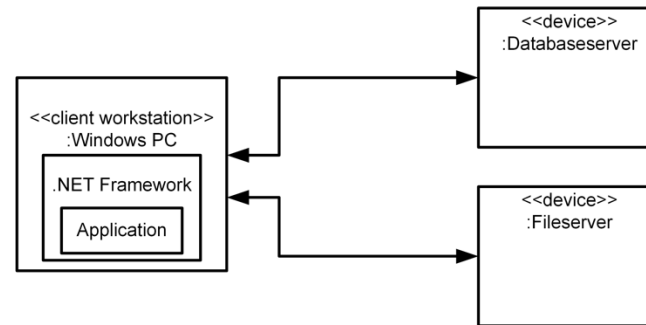 <<client workstation>>
:Windows PC
.NET Framework
Application
<<device>>
:Databaseserver
<<device>>
:Fileserver